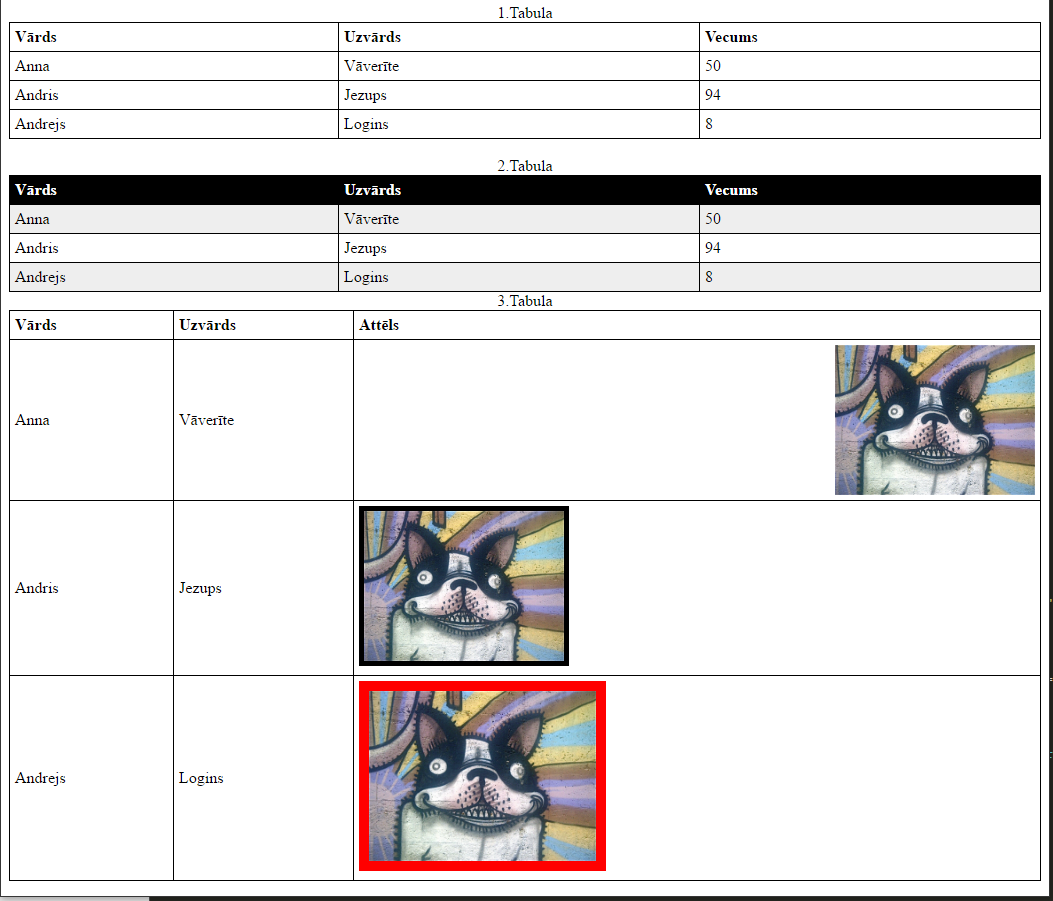 1.Tabula
Vārds Uzvārds Vecums
Anna Vāverīte 50
Andris Jezups 94
Andrejs Logins 8
2.Tabula
Vārds Uzvārds Vecums
Anna Vāverīte 50
Andris Jezups 94
Andrejs Logins 8
3.Tabula
Vārds Uzvārds Attēls
Anna Vāverīte
Andris Jezups
Andrejs Logins